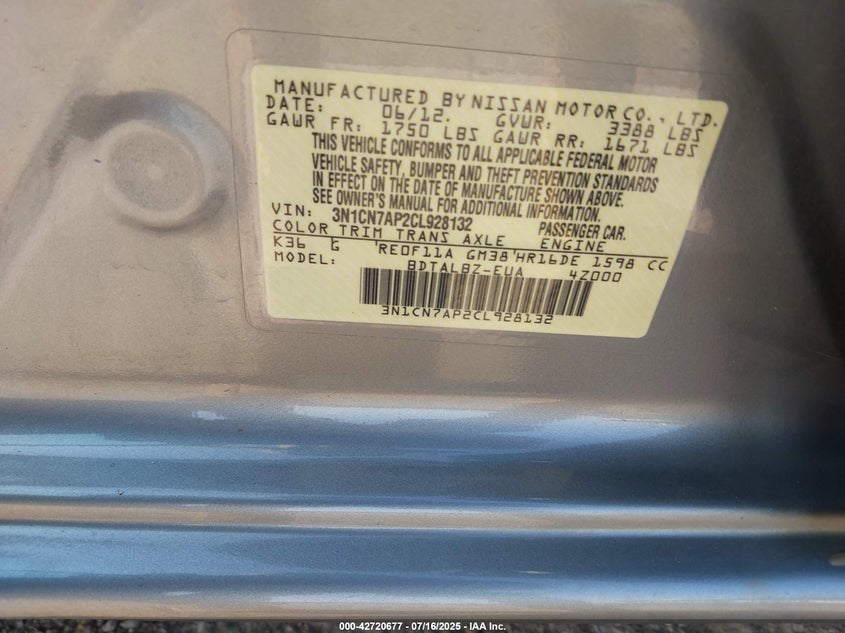 MANUFACTURED BY NISSAN MOTOR CO., LTD.
DATE: 06/12. GVWR: 3388 LBS
GAWR FR: 1750 LBS GAWR RR: 1671 LBS
THIS VEHICLE CONFORMS TO ALL APPLICABLE FEDERAL MOTOR
VEHICLE SAFETY, BUMPER AND THEFT PREVENTION STANDARDS
IN EFFECT ON THE DATE OF MANUFACTURE SHOWN ABOVE.
SEE OWNER'S MANUAL FOR ADDITIONAL INFORMATION.
VIN: 3N1CN7AP2CL928132 PASSENGER CAR.
COLOR TRIM TRANS AXLE ENGINE
K36 G RE0F11A GM38 HR16DE 1598 CC
MODEL: BDTALBZ-EUA 4Z000
3N1CN7AP2CL928132
000-42720677 - 07/16/2025 - IAA Inc.